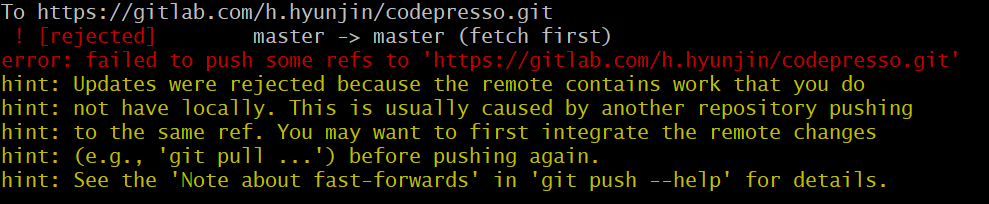 To https://gitlab.com/h.hyunjin/codepresso.git
 ! [rejected]        master -> master (fetch first)
error: failed to push some refs to 'https://gitlab.com/h.hyunjin/codepresso.git'
hint: Updates were rejected because the remote contains work that you do
hint: not have locally. This is usually caused by another repository pushing
hint: to the same ref. You may want to first integrate the remote changes
hint: (e.g., 'git pull ...') before pushing again.
hint: See the 'Note about fast-forwards' in 'git push --help' for details.